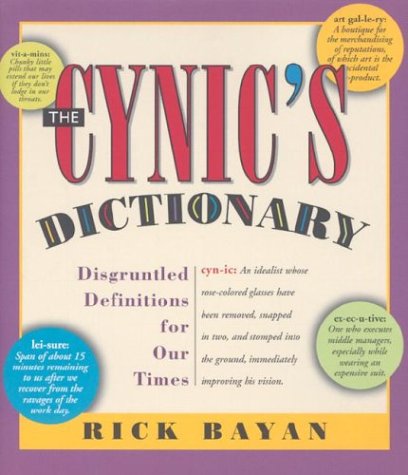 vit-a-mins:
Chunky little
pills that may
extend our lives
if they don't
lodge in our
throats.
art gal-le-ry:
A boutique for
the merchandising
of reputations,
of which art is the
accidental
by-product.
THE
CYNIC'S
DICTIONARY
Disgruntled
Definitions
for
Our
Times
cyn-ic: An idealist whose
rose-colored glasses have
been removed, snapped
in two, and stomped into
the ground, immediately
improving his vision.
lei-sure:
Span of about 15
minutes remaining
to us after we
recover from the
ravages of the
work day.
ex-ec-u-tive:
One who executes
middle managers,
especially while
wearing an
expensive suit.
RICK BAYAN